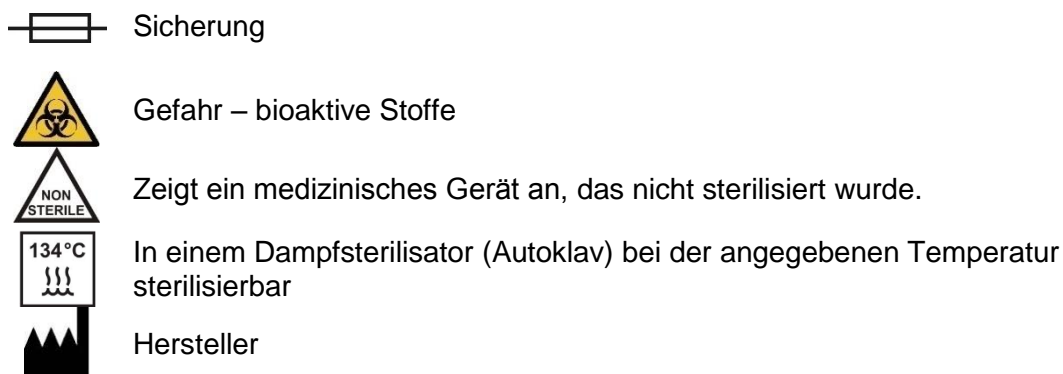 Sicherung
Gefahr – bioaktive Stoffe
NON
STERILE
Zeigt ein medizinisches Gerät an, das nicht sterilisiert wurde.
134°C
In einem Dampfsterilisator (Autoklav) bei der angegebenen Temperatur
sterilisierbar
Hersteller